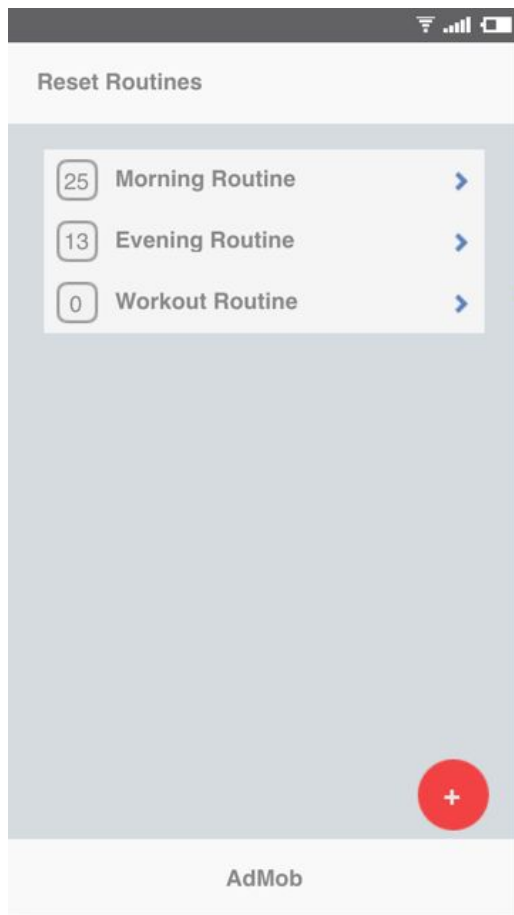 Reset Routines
25 Morning Routine
13 Evening Routine
0 Workout Routine
+
AdMob